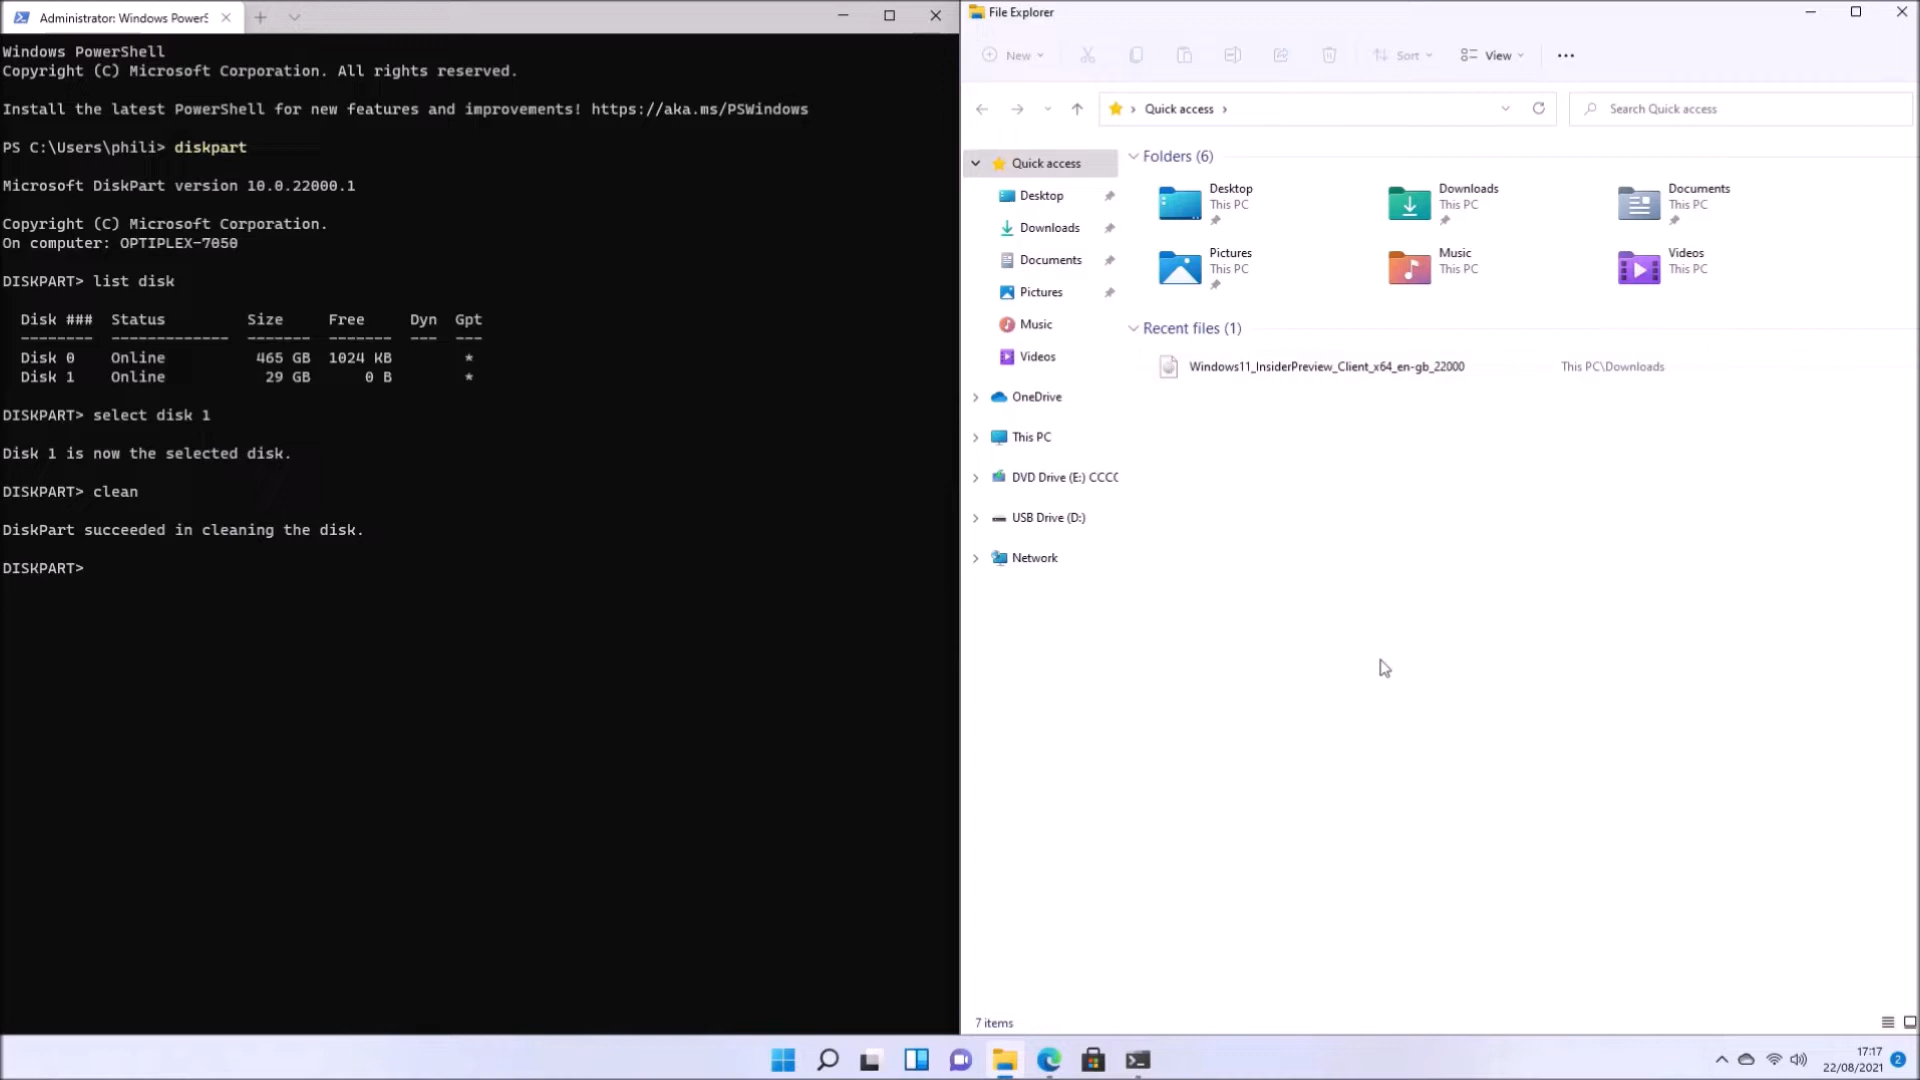 Administrator: Windows PowerS
Windows PowerShell
Copyright (C) Microsoft Corporation. All rights reserved.
Install the latest PowerShell for new features and improvements! https://aka.ms/PSWindows
PS C:\Users\phili> diskpart
Microsoft DiskPart version 10.0.22000.1
Copyright (C) Microsoft Corporation.
On computer: OPTIPLEX-7050
DISKPART> list disk
Disk ### Status Size Free Dyn Gpt
-------- ------------- ------- ------- --- ---
Disk 0 Online 465 GB 1024 KB *
Disk 1 Online 29 GB 0 B *
DISKPART> select disk 1
Disk 1 is now the selected disk.
DISKPART> clean
DiskPart succeeded in cleaning the disk.
DISKPART>
File Explorer
New Sort View
Quick access Search Quick access
Quick access
Desktop
Downloads
Documents
Pictures
Music
Videos
OneDrive
This PC
DVD Drive (E:) CCC
USB Drive (D:)
Network
Folders (6)
Desktop
This PC
Downloads
This PC
Documents
This PC
Pictures
This PC
Music
This PC
Videos
This PC
Recent files (1)
Windows11_InsiderPreview_Client_x64_en-gb_22000 This PC\Downloads
7 items
17:17
22/08/2021
2